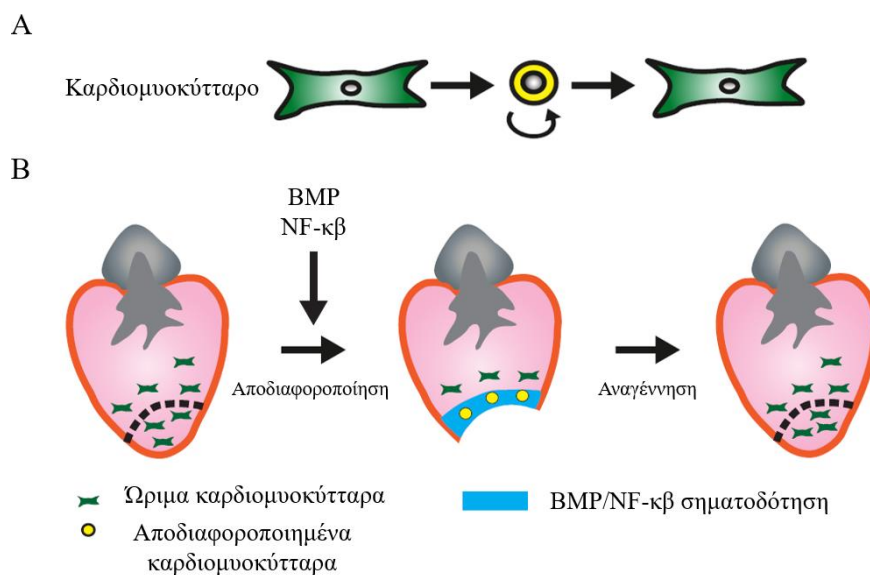 A
Καρδιομυοκύτταρο
B
BMP
NF-κβ
Αποδιαφοροποίηση
Αναγέννηση
Ώριμα καρδιομυοκύτταρα
BMP/NF-κβ σηματοδότηση
Αποδιαφοροποιημένα
καρδιομυοκύτταρα